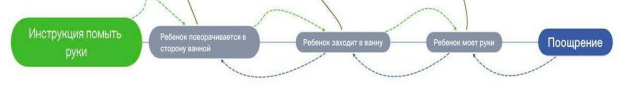 Инструкция помыть
руки
Ребенок поворачивается в
сторону ванной
Ребенок заходит в ванну
Ребенок моет руки
Поощрение